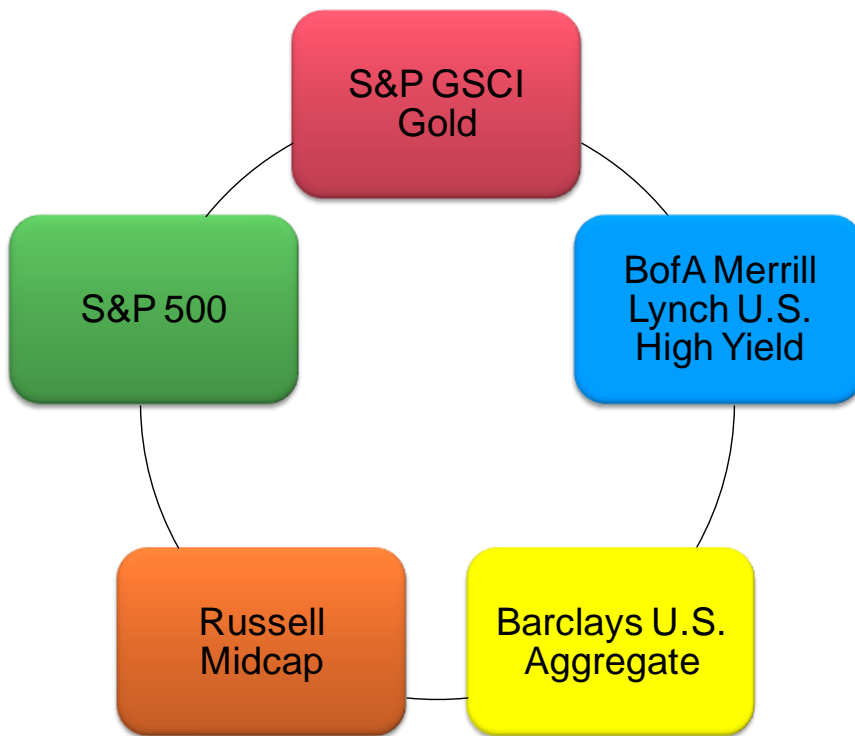 S&P GSCI
Gold
S&P 500
BofA Merrill
Lynch U.S.
High Yield
Russell
Midcap
Barclays U.S.
Aggregate